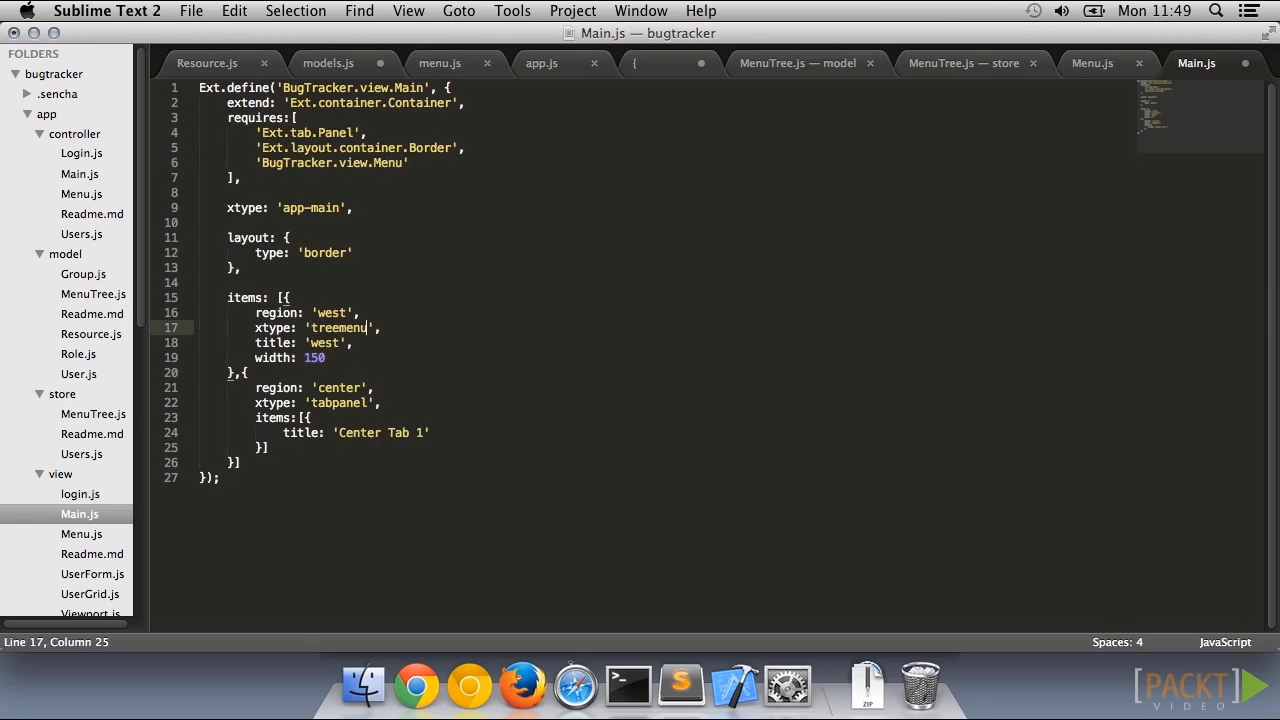 Sublime Text 2 File Edit Selection Find View Goto Tools Project Window Help Mon 11:49
Main.js — bugtracker
FOLDERS
bugtracker
.sencha
app
controller
Login.js
Main.js
Menu.js
Readme.md
Users.js
model
Group.js
MenuTree.js
Readme.md
Resource.js
Role.js
User.js
store
MenuTree.js
Readme.md
Users.js
view
login.js
Main.js
Menu.js
Readme.md
UserForm.js
UserGrid.js
Viewport.js
Resource.js models.js menu.js app.js { MenuTree.js — model MenuTree.js — store Menu.js Main.js
1 Ext.define('BugTracker.view.Main', {
2 extend: 'Ext.container.Container',
3 requires:[
4 'Ext.tab.Panel',
5 'Ext.layout.container.Border',
6 'BugTracker.view.Menu'
7 ],
8
9 xtype: 'app-main',
10
11 layout: {
12 type: 'border'
13 },
14
15 items: [{
16 region: 'west',
17 xtype: 'treemenu',
18 title: 'west',
19 width: 150
20 },{
21 region: 'center',
22 xtype: 'tabpanel',
23 items:[{
24 title: 'Center Tab 1'
25 }]
26 }]
27 });
Line 17, Column 25 Spaces: 4 JavaScript
>_
S
ZIP
[PACKT]
VIDEO